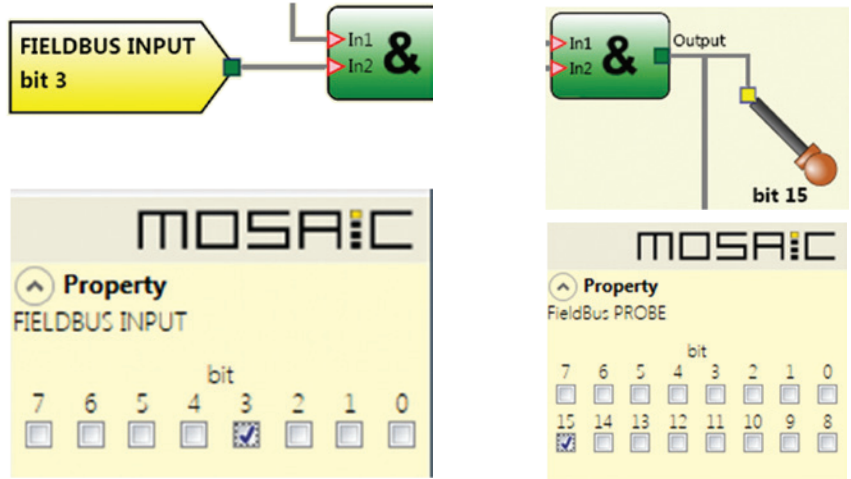 FIELDBUS INPUT
bit 3
In1
In2
&
MOSAIC
Property
FIELDBUS INPUT
bit
7 6 5 4 3 2 1 0
In1
In2
&
Output
bit 15
MOSAIC
Property
FieldBus PROBE
bit
7 6 5 4 3 2 1 0
15 14 13 12 11 10 9 8